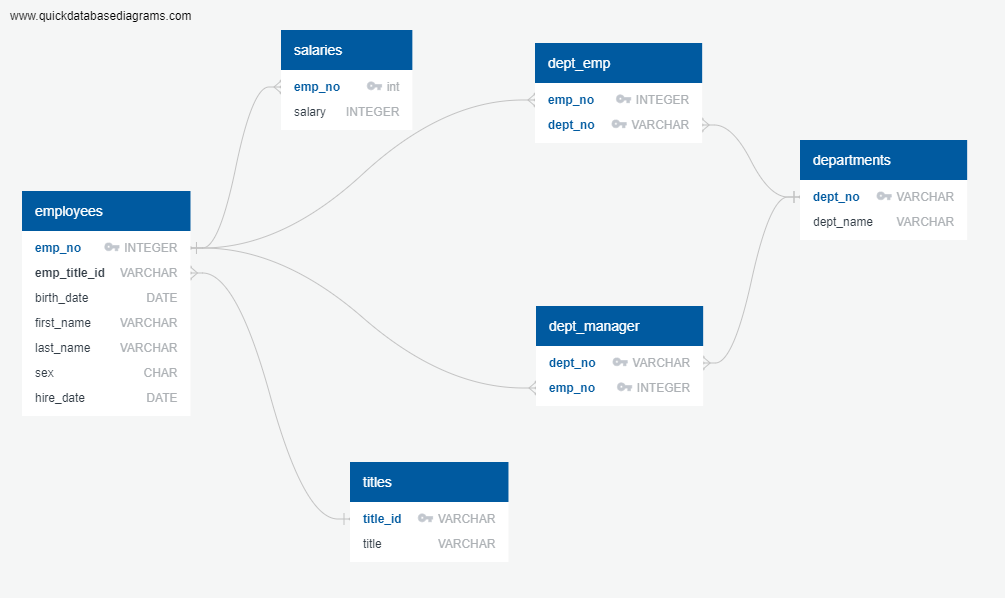 www.quickdatabasediagrams.com
salaries
emp_no int
salary INTEGER
dept_emp
emp_no INTEGER
dept_no VARCHAR
departments
dept_no VARCHAR
dept_name VARCHAR
employees
emp_no INTEGER
emp_title_id VARCHAR
birth_date DATE
first_name VARCHAR
last_name VARCHAR
sex CHAR
hire_date DATE
dept_manager
dept_no VARCHAR
emp_no INTEGER
titles
title_id VARCHAR
title VARCHAR